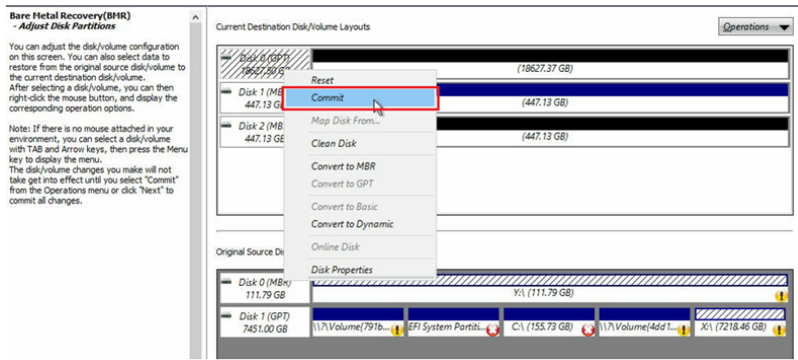 Bare Metal Recovery(BMR)
- Adjust Disk Partitions
You can adjust the disk/volume configuration
on this screen. You can also select data to
restore from the original source disk/volume to
the current destination disk/volume.
After selecting a disk/volume, you can then
right-click the mouse button, and display the
corresponding operation options.
Note: If there is no mouse attached in your
environment, you can select a disk/volume
with TAB and Arrow keys, then press the Menu
key to display the menu.
The disk/volume changes you make will not
take get into effect until you select "Commit"
from the Operations menu or click "Next" to
commit all changes.
Current Destination Disk/Volume Layouts
Operations
Disk 0 (GPT)
18627.50 G
(18627.37 GB)
Disk 1 (MB
447.13 G
(447.13 GB)
Disk 2 (MB
447.13 GE
(447.13 GB)
Reset
Commit
Map Disk From...
Clean Disk
Convert to MBR
Convert to GPT
Convert to Basic
Convert to Dynamic
Online Disk
Disk Properties
Original Source Di
Disk 0 (MBR)
111.79 GB
Y:\ (111.79 GB)
Disk 1 (GPT)
7451.00 GB
\\?\Volume(791b...
EFI System Partiti...
C:\ (155.73 GB)
\\?\Volume(4dd1...
X:\ (7218.46 GB)